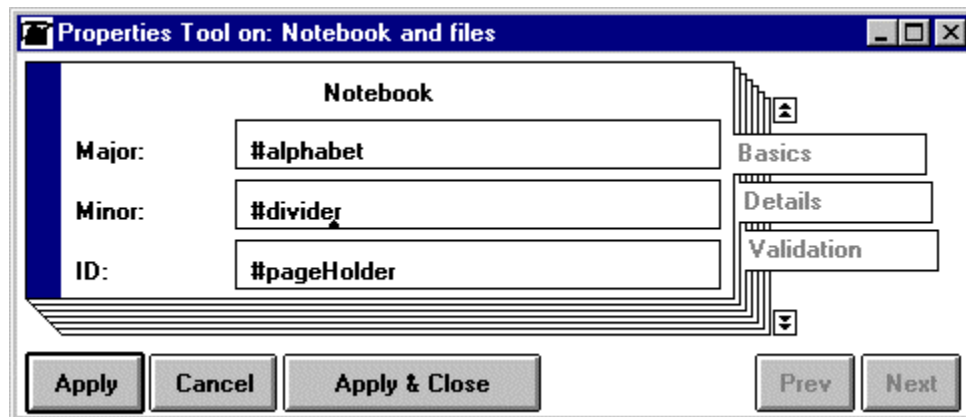 Properties Tool on: Notebook and files
Notebook
Major: #alphabet
Basics
Minor: #divider
Details
Validation
ID: #pageHolder
Apply Cancel Apply & Close Prev Next